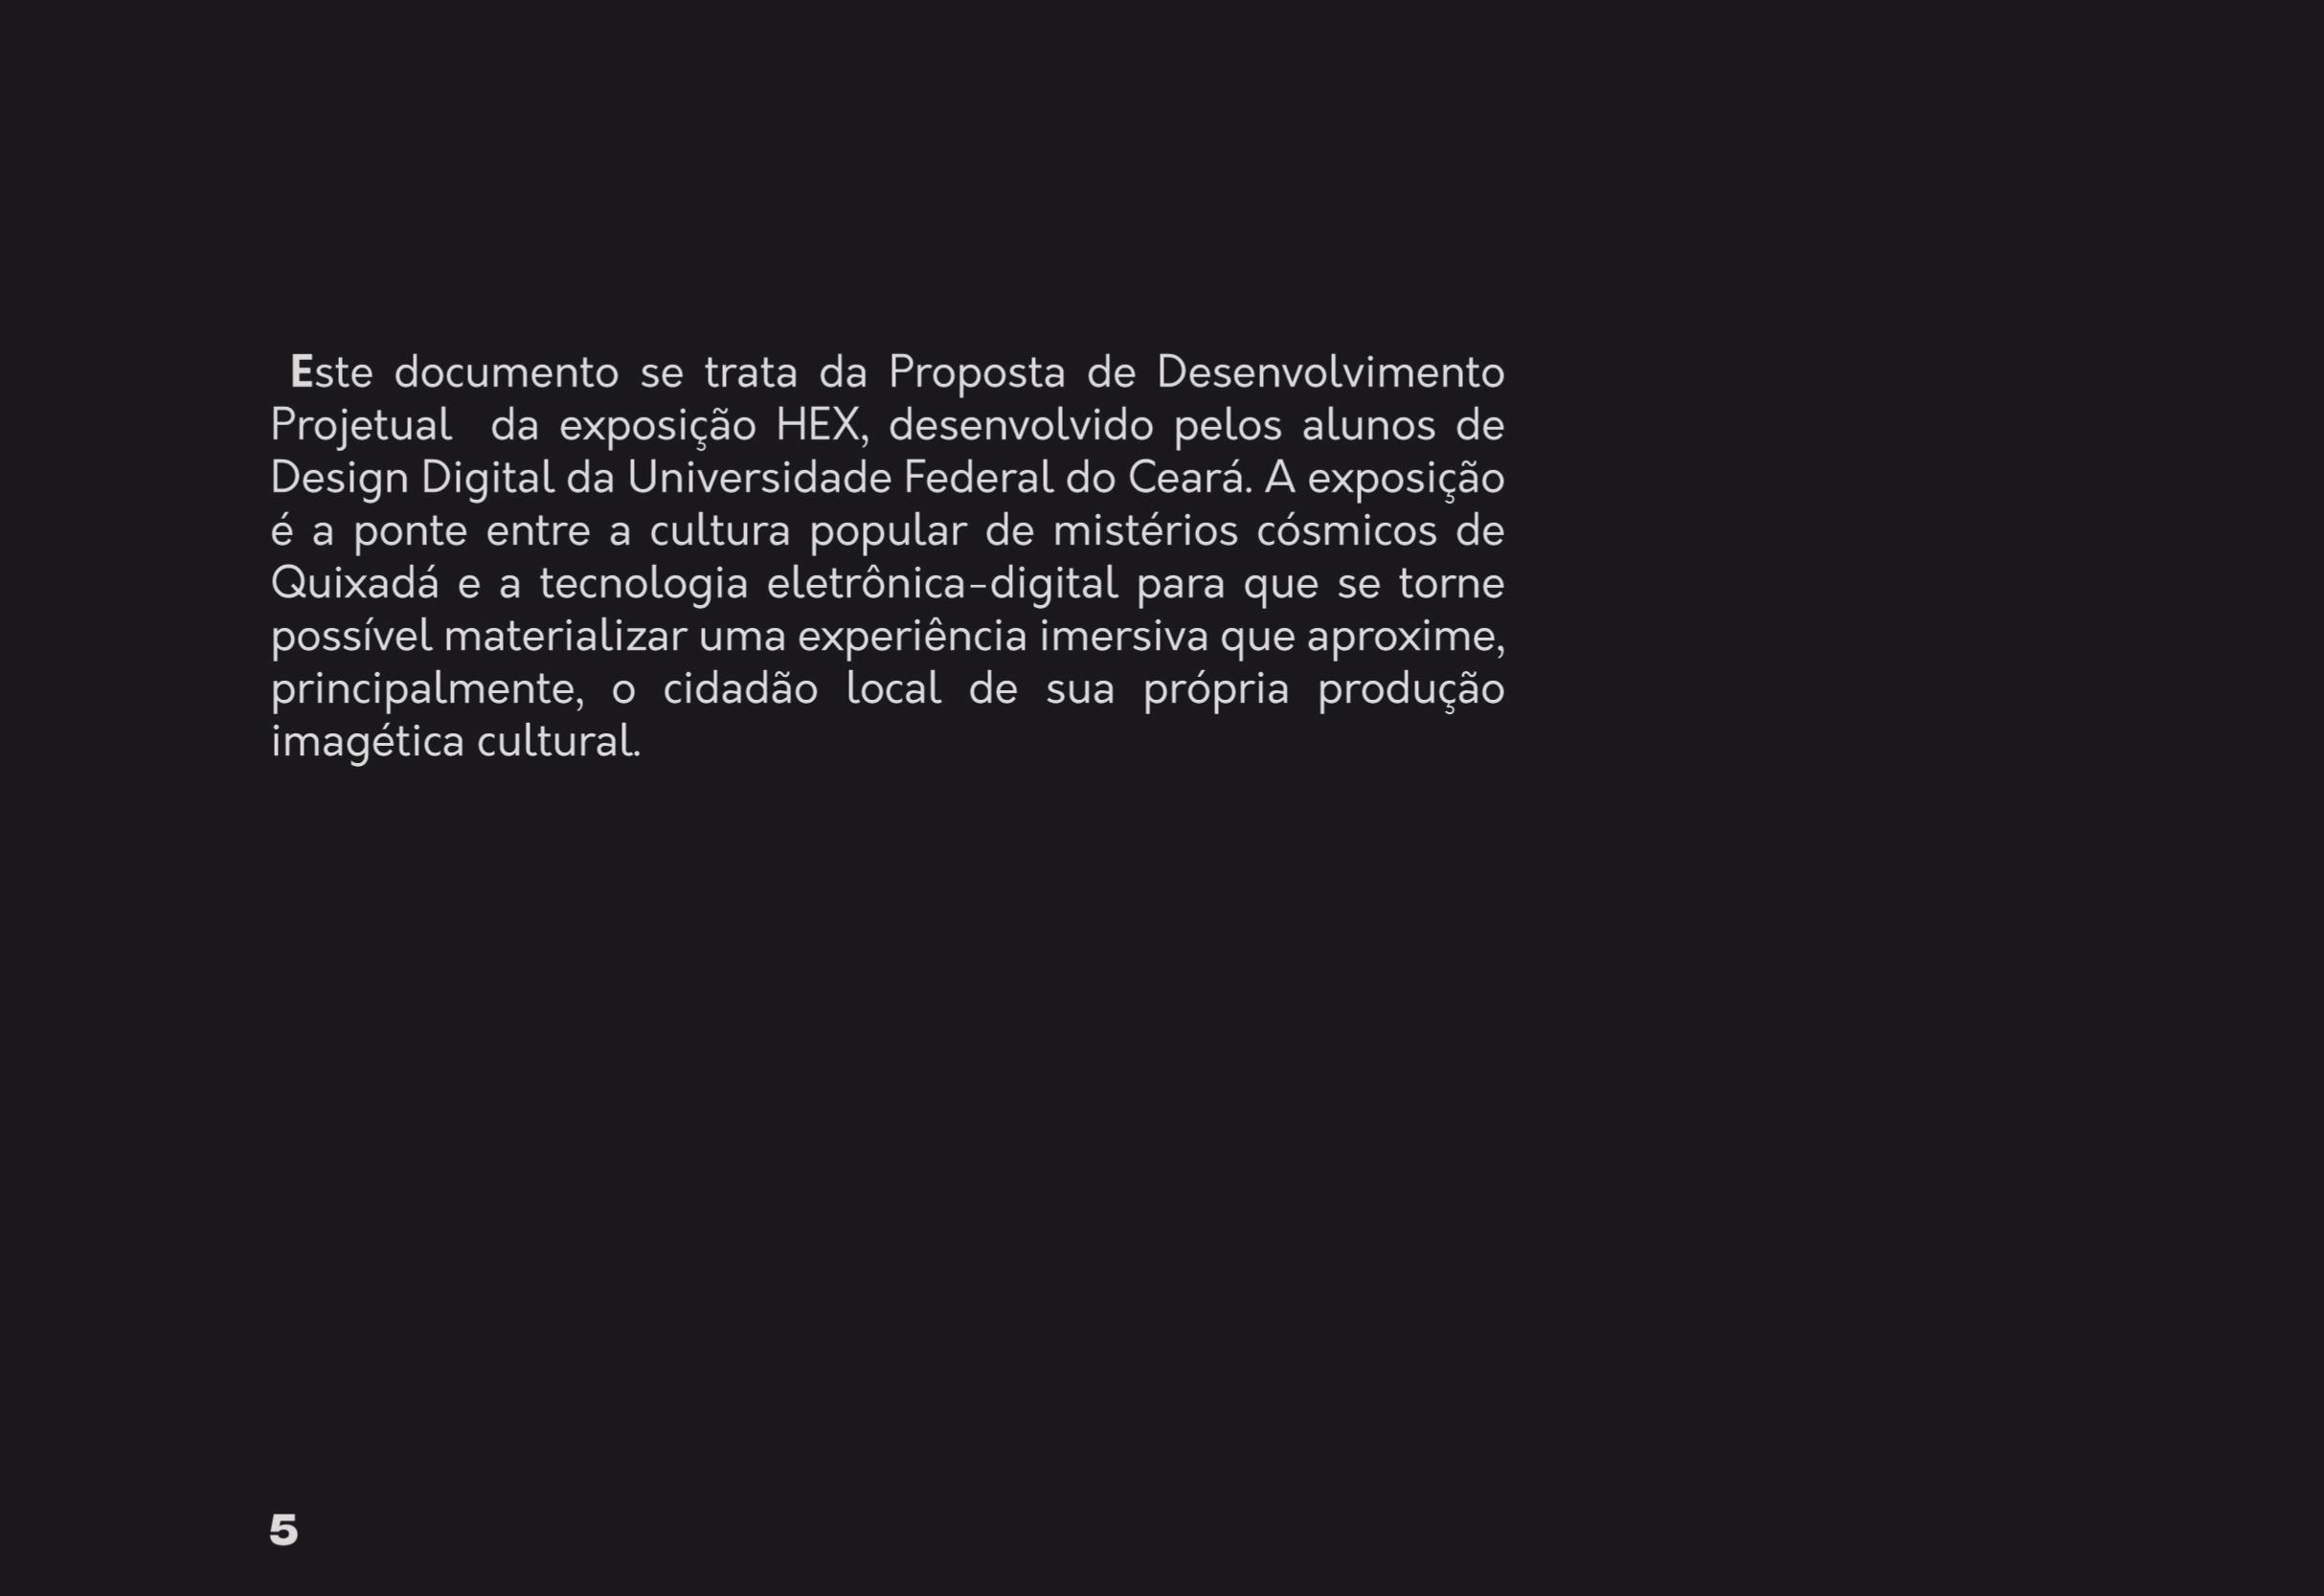 Este documento se trata da Proposta de Desenvolvimento
Projetual da exposição HEX, desenvolvido pelos alunos de
Design Digital da Universidade Federal do Ceará. A exposição
é a ponte entre a cultura popular de mistérios cósmicos de
Quixadá e a tecnologia eletrônica-digital para que se torne
possível materializar uma experiência imersiva que aproxime,
principalmente, o cidadão local de sua própria produção
imagética cultural.
5